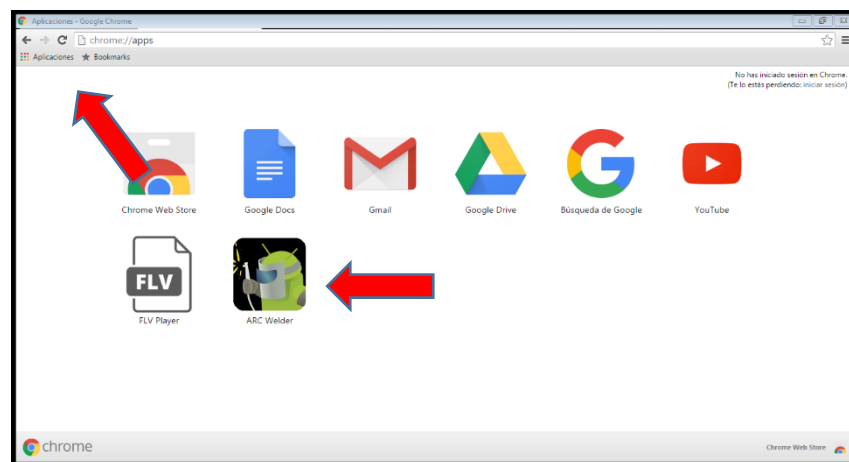 Aplicaciones - Google Chrome
chrome://apps
Aplicaciones Bookmarks
No has iniciado sesión en Chrome.
(Te lo estás perdiendo: iniciar sesión)
Chrome Web Store Google Docs Gmail Google Drive Búsqueda de Google YouTube
FLV
FLV Player ARC Welder
chrome Chrome Web Store